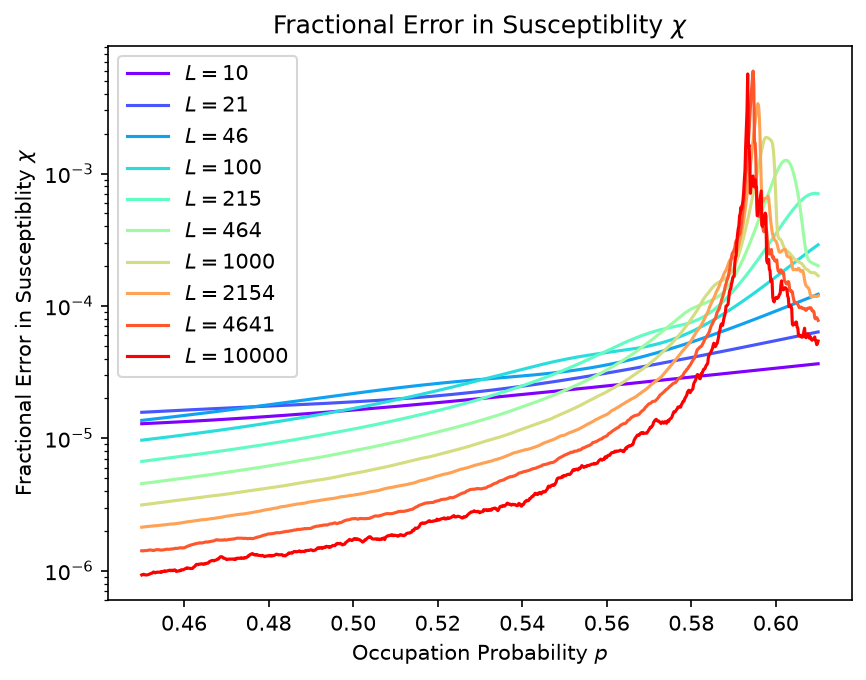 Fractional Error in Susceptiblity χ
Fractional Error in Susceptiblity χ
10⁻³
10⁻⁴
10⁻⁵
10⁻⁶
L = 10
L = 21
L = 46
L = 100
L = 215
L = 464
L = 1000
L = 2154
L = 4641
L = 10000
0.46 0.48 0.50 0.52 0.54 0.56 0.58 0.60
Occupation Probability p